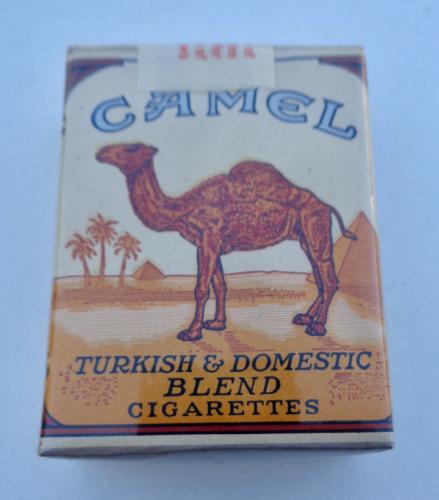 CAMEL
TURKISH & DOMESTIC
BLEND
CIGARETTES